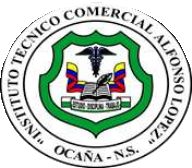 "INSTITUTO TECNICO COMERCIAL ALFONSO LOPEZ"
ESTUDIO - DISCIPLINA - TRABAJO
OCAÑA - N.S.